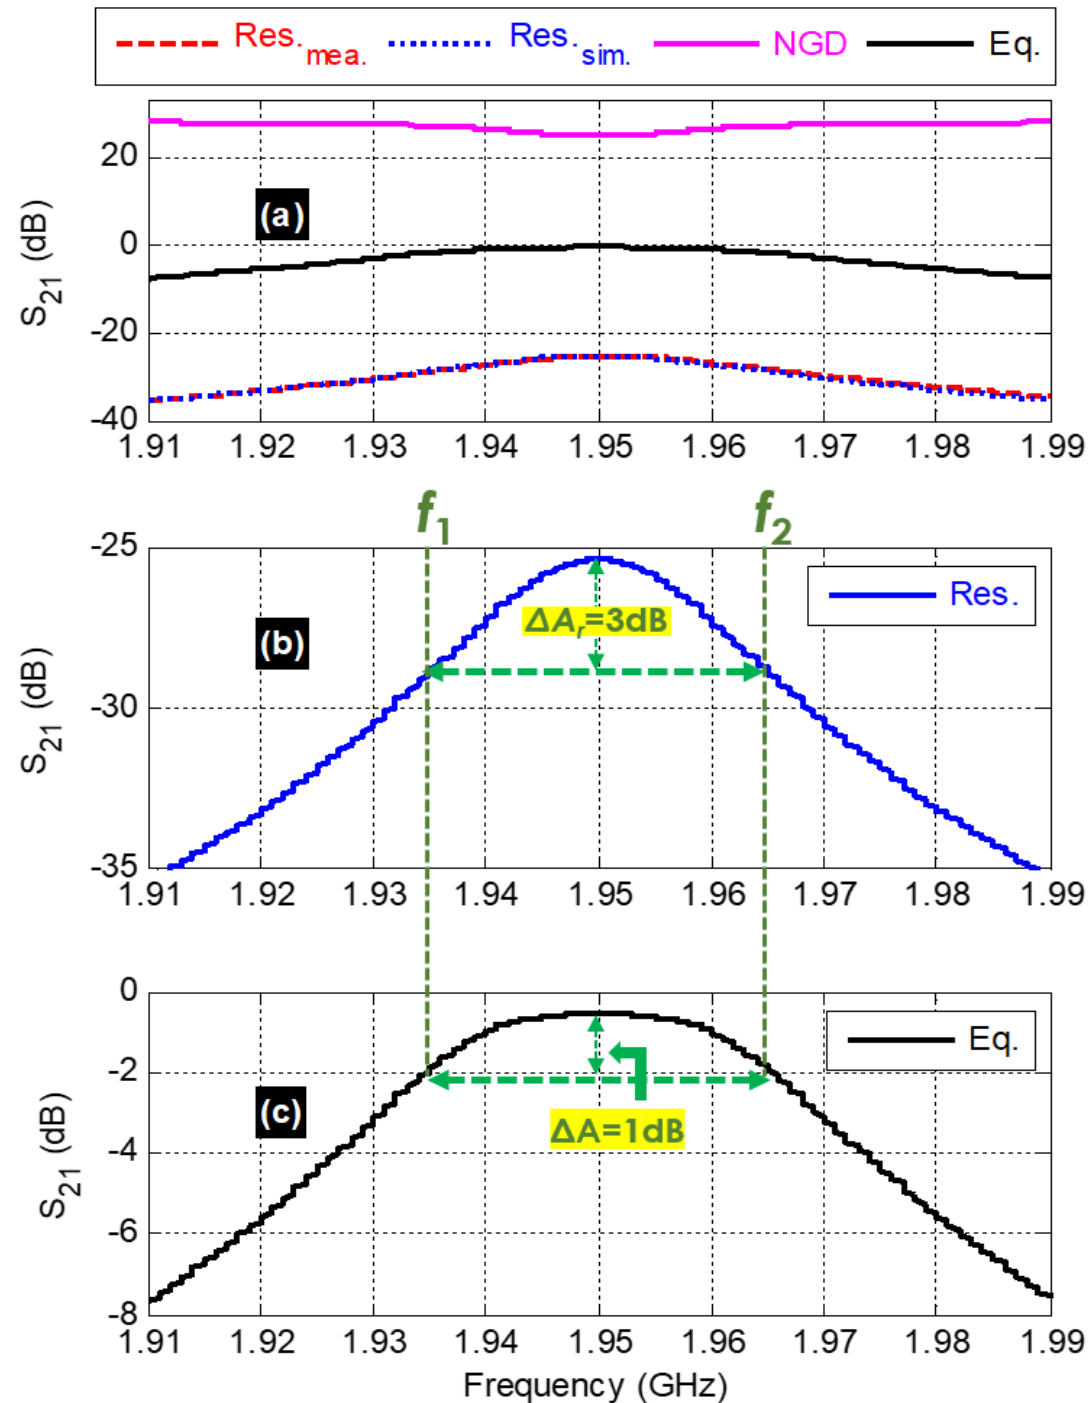 Res.mea. Res.sim. NGD Eq.
20
0
-20
-40
S21 (dB)
(a)
1.91 1.92 1.93 1.94 1.95 1.96 1.97 1.98 1.99
f1 f2
-25
-30
-35
S21 (dB)
Res.
ΔAr=3dB
(b)
1.91 1.92 1.93 1.94 1.95 1.96 1.97 1.98 1.99
0
-2
-4
-6
-8
S21 (dB)
Eq.
(c)
ΔA=1dB
1.91 1.92 1.93 1.94 1.95 1.96 1.97 1.98 1.99
Frequency (GHz)